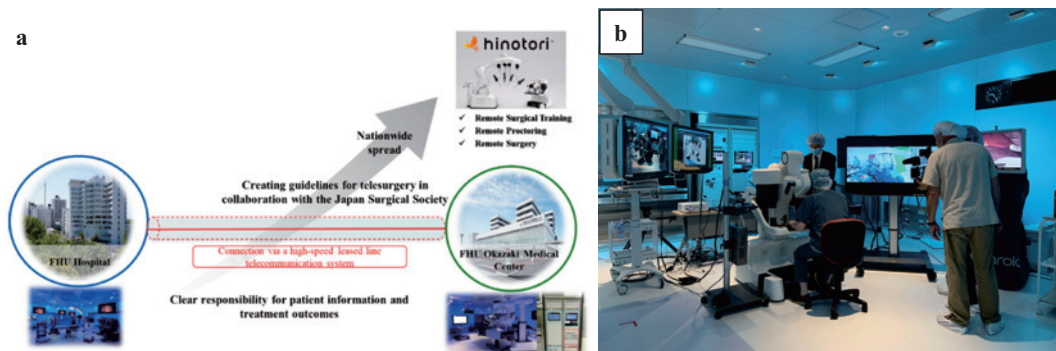 a
hinotori™
✓ Remote Surgical Training
✓ Remote Proctoring
✓ Remote Surgery
Nationwide
spread
Creating guidelines for telesurgery in
collaboration with the Japan Surgical Society
Connection via a high-speed leased line
telecommunication system
FHU Hospital
FHU Okazaki Medical
Center
Clear responsibility for patient information and
treatment outcomes
b